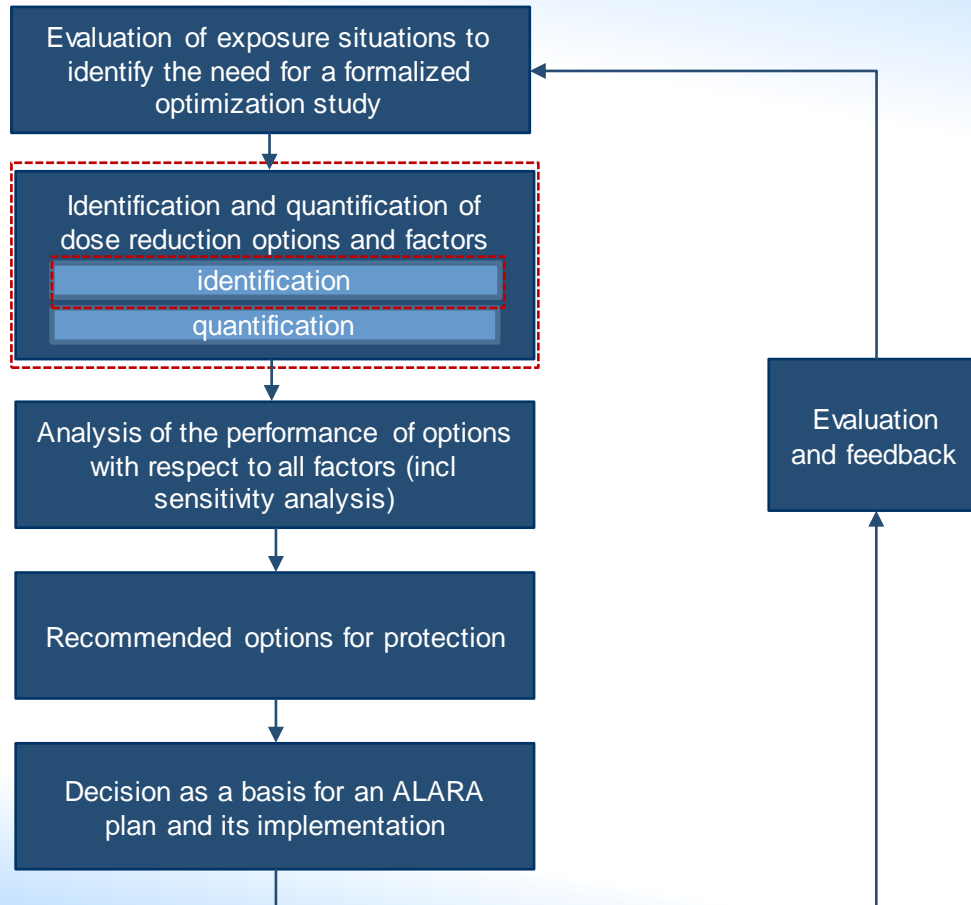 Evaluation of exposure situations to
identify the need for a formalized
optimization study
Identification and quantification of
dose reduction options and factors
identification
quantification
Analysis of the performance of options
with respect to all factors (incl
sensitivity analysis)
Evaluation
and feedback
Recommended options for protection
Decision as a basis for an ALARA
plan and its implementation